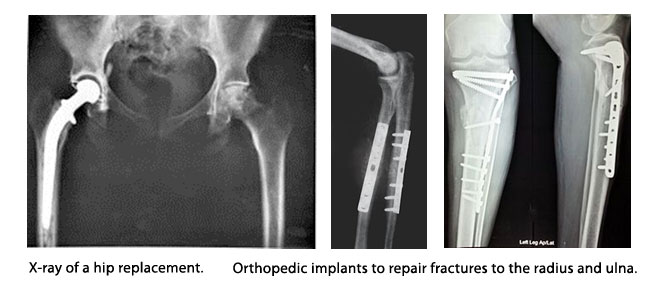 Left Leg Ap/Lat
X-ray of a hip replacement.
Orthopedic implants to repair fractures to the radius and ulna.